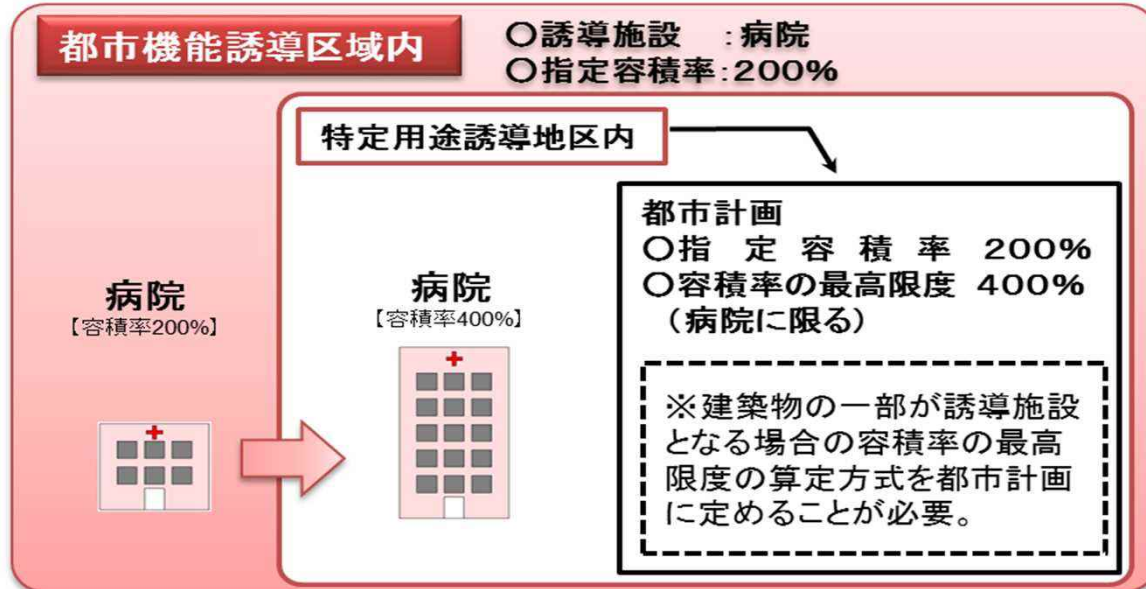 都市機能誘導区域内
〇誘導施設　：病院
〇指定容積率：200%
特定用途誘導地区内
都市計画
〇指 定 容 積 率 200%
〇容積率の最高限度 400%
（病院に限る）
病院
【容積率200%】
病院
【容積率400%】
※建築物の一部が誘導施設
となる場合の容積率の最高
限度の算定方式を都市計画
に定めることが必要。